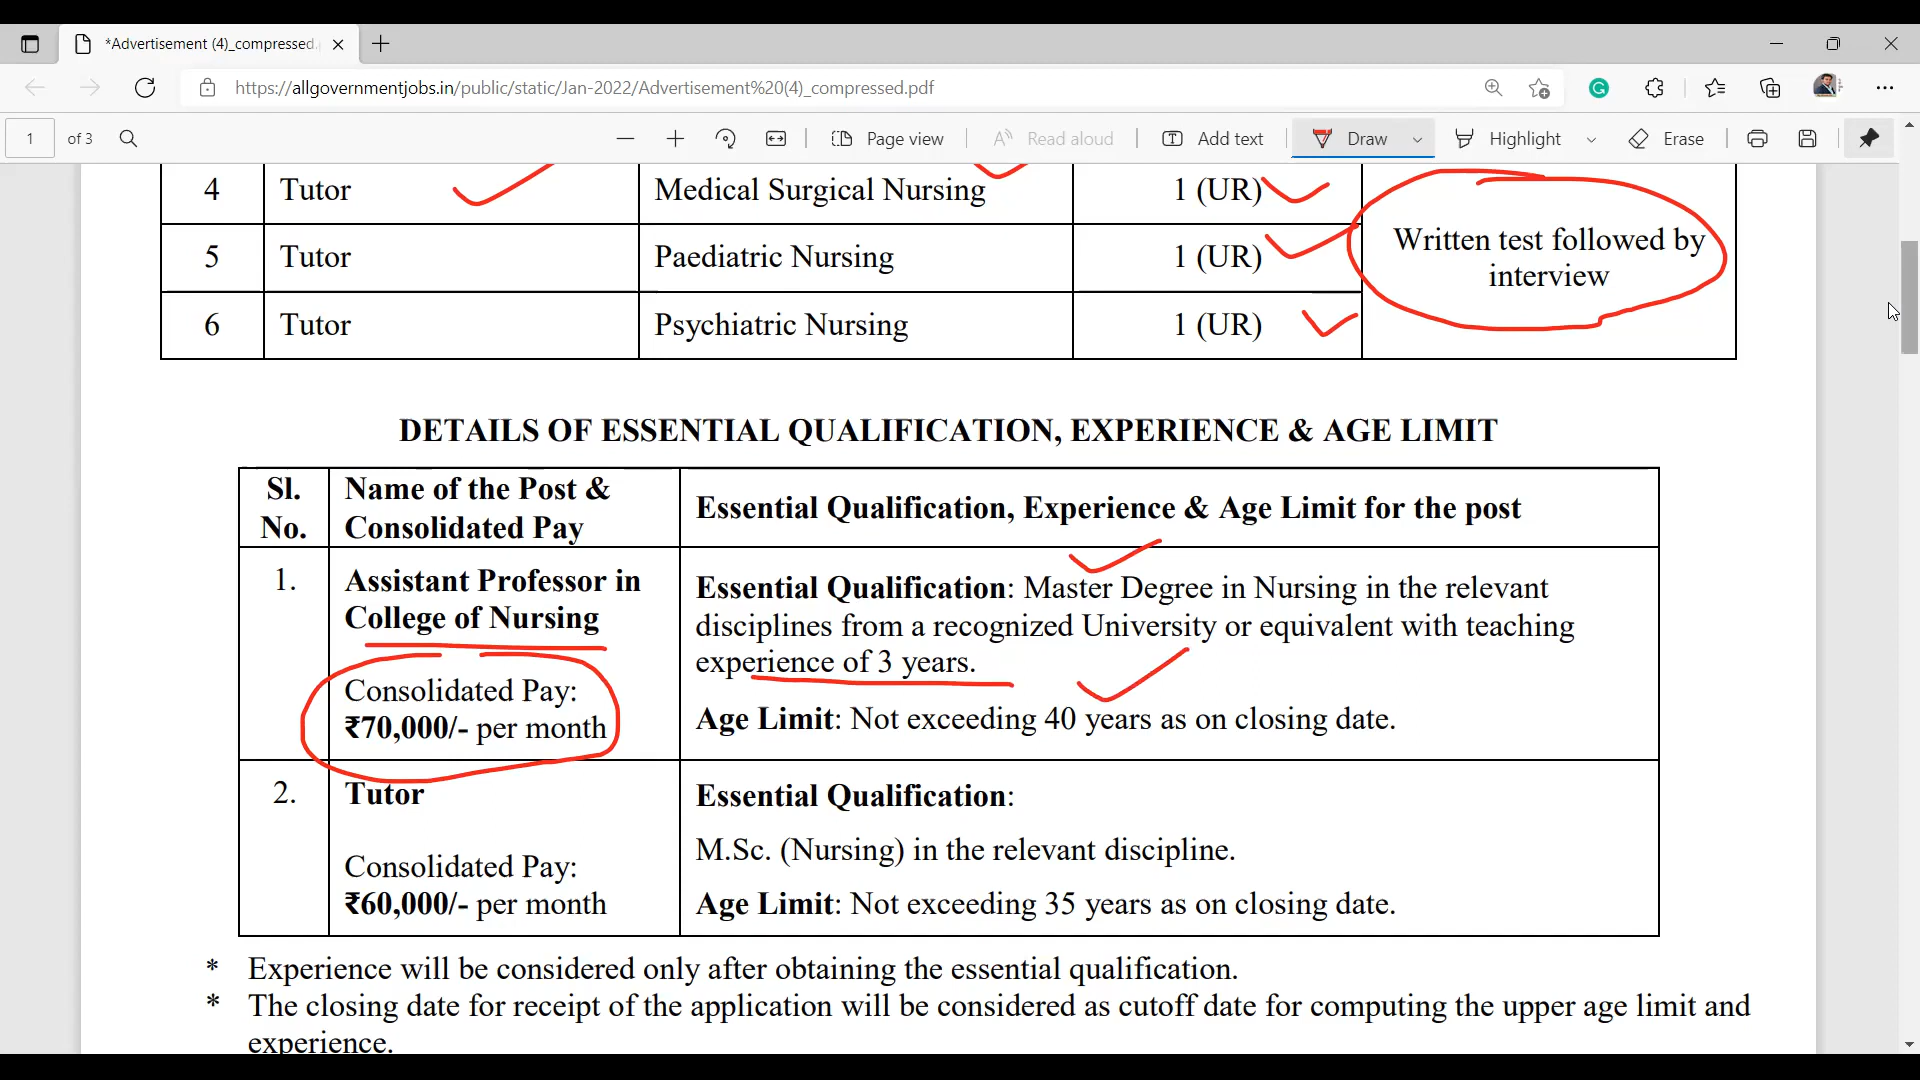 *Advertisement (4)_compressed.
https://allgovernmentjobs.in/public/static/Jan-2022/Advertisement%20(4)_compressed.pdf
1 of 3 Page view Read aloud Add text Draw Highlight Erase
4 Tutor Medical Surgical Nursing 1 (UR)
5 Tutor Paediatric Nursing 1 (UR)
6 Tutor Psychiatric Nursing 1 (UR)
Written test followed by
interview
DETAILS OF ESSENTIAL QUALIFICATION, EXPERIENCE & AGE LIMIT
Sl.
No.
Name of the Post &
Consolidated Pay
Essential Qualification, Experience & Age Limit for the post
1.
Assistant Professor in
College of Nursing
Consolidated Pay:
₹70,000/- per month
Essential Qualification: Master Degree in Nursing in the relevant
disciplines from a recognized University or equivalent with teaching
experience of 3 years.
Age Limit: Not exceeding 40 years as on closing date.
2.
Tutor
Consolidated Pay:
₹60,000/- per month
Essential Qualification:
M.Sc. (Nursing) in the relevant discipline.
Age Limit: Not exceeding 35 years as on closing date.
* Experience will be considered only after obtaining the essential qualification.
* The closing date for receipt of the application will be considered as cutoff date for computing the upper age limit and
experience.